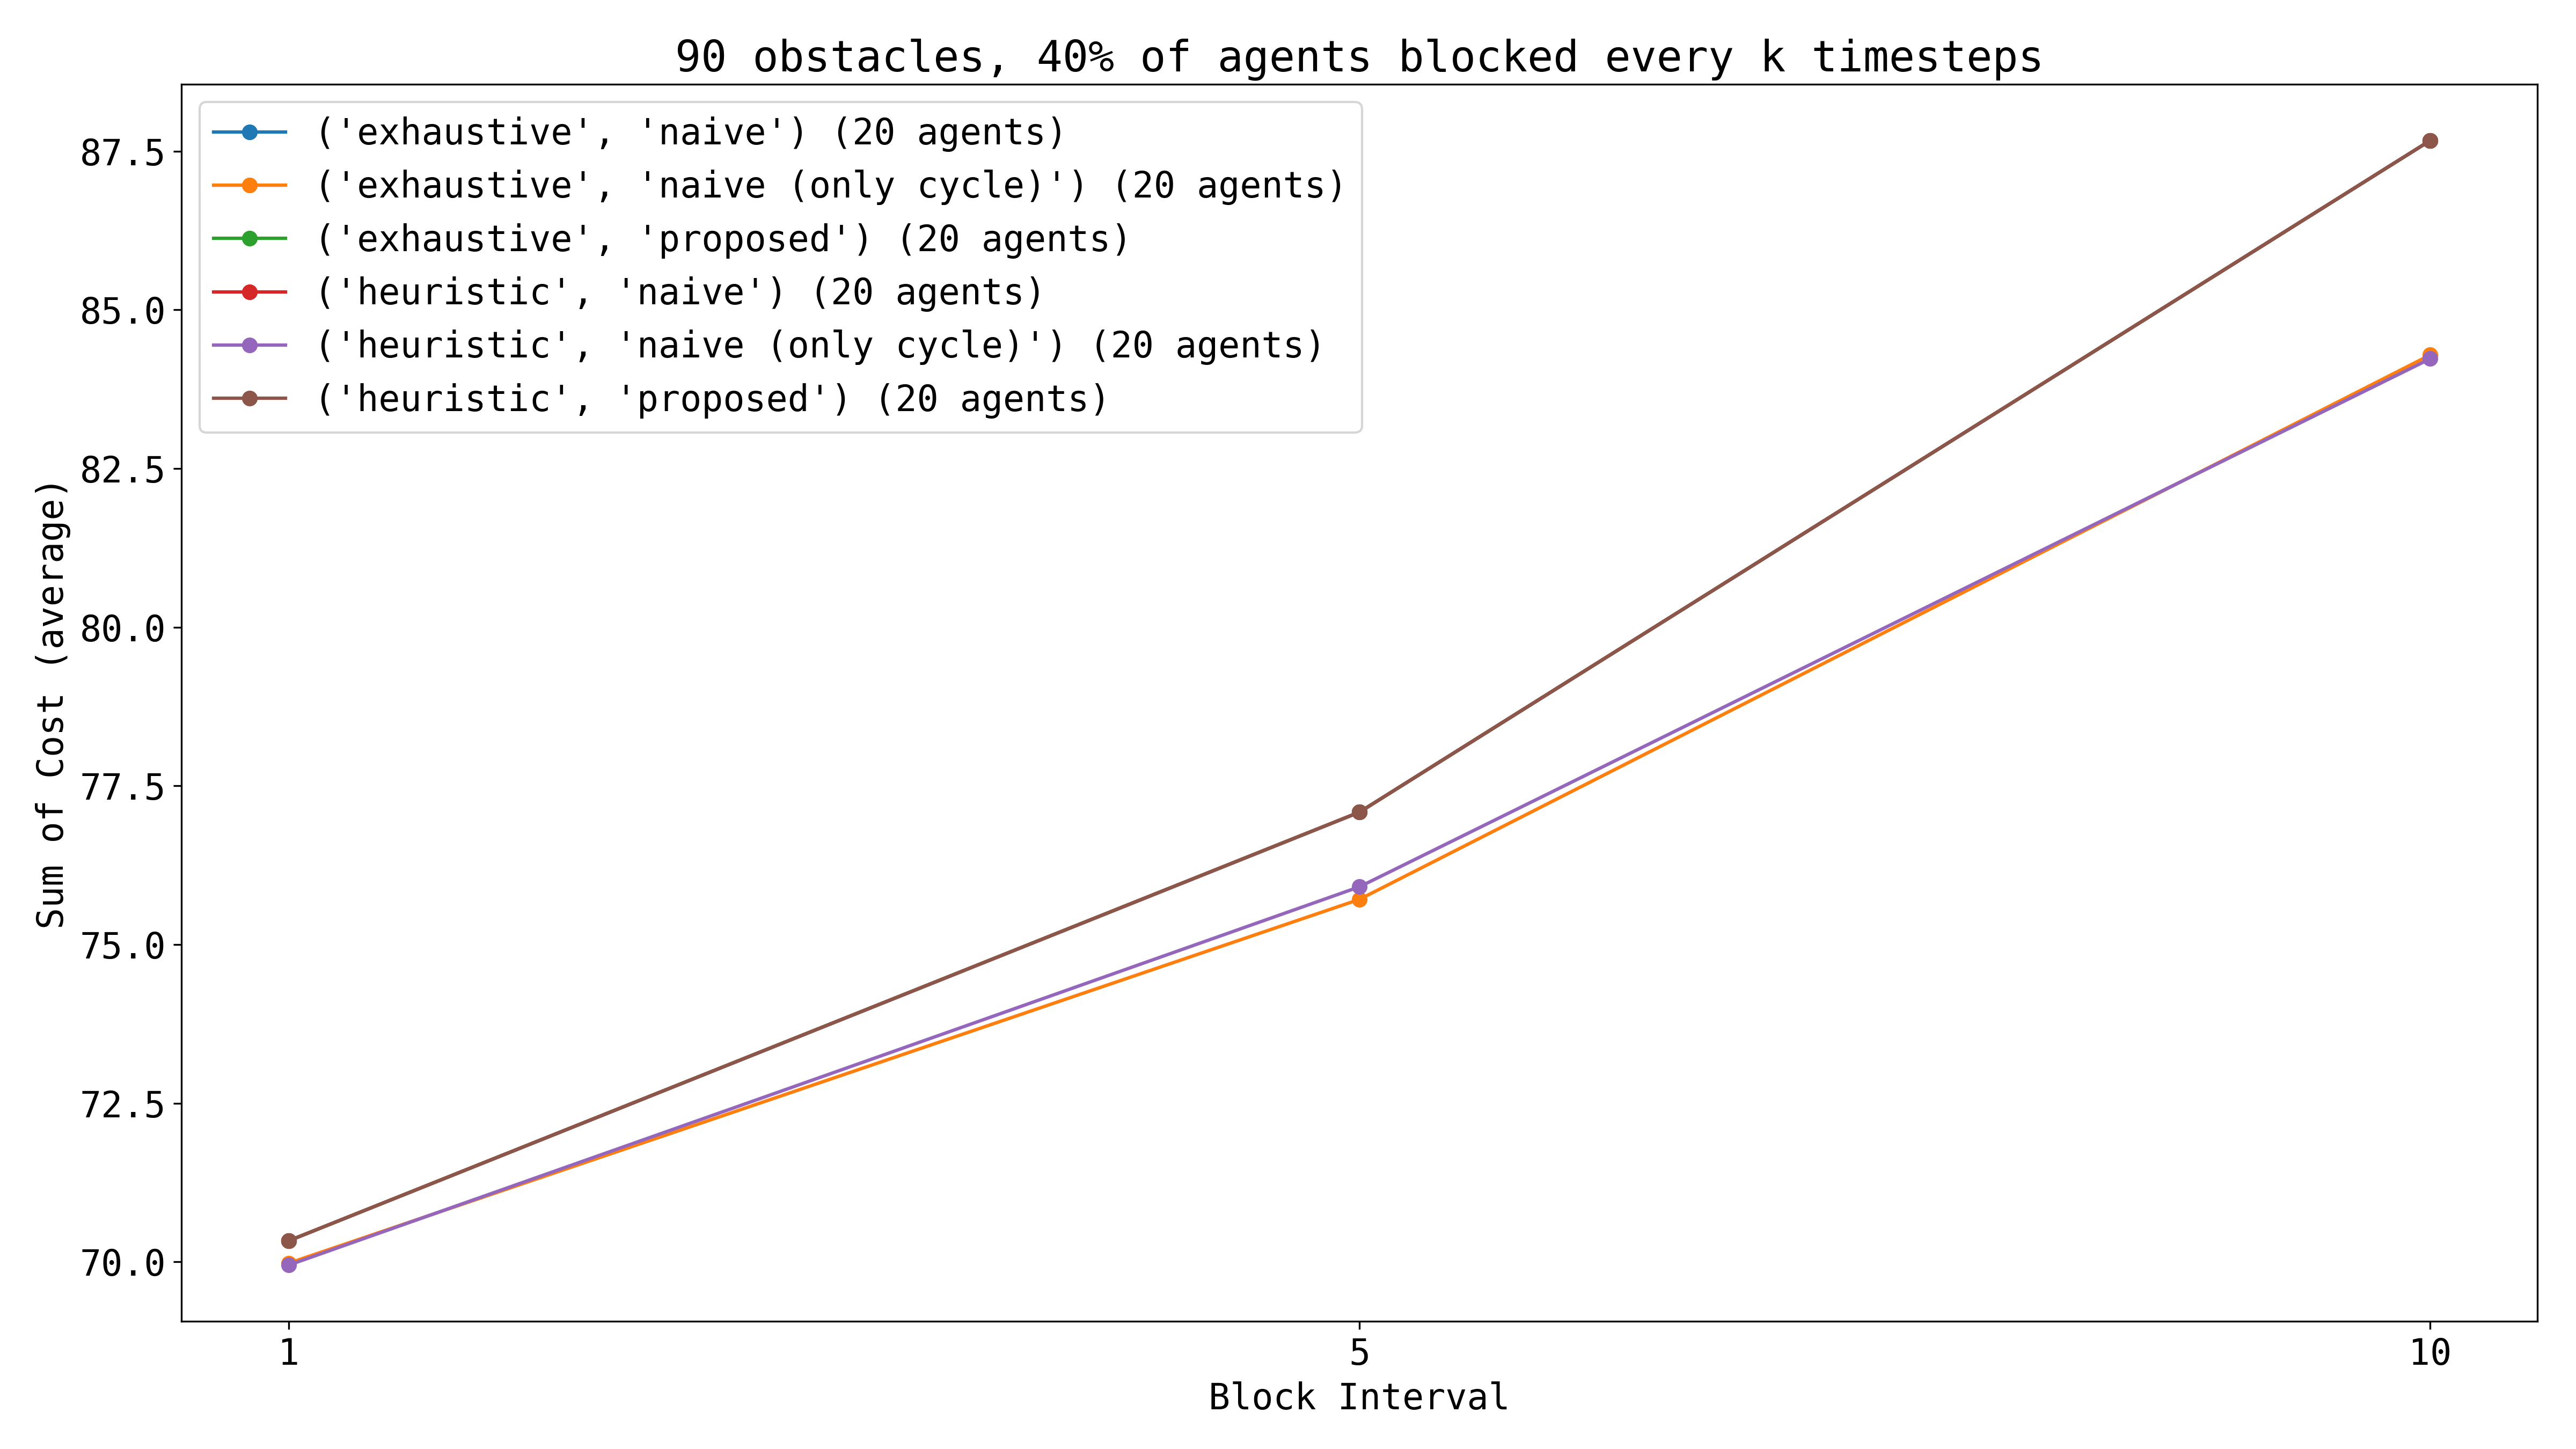 90 obstacles, 40% of agents blocked every k timesteps
('exhaustive', 'naive') (20 agents)
('exhaustive', 'naive (only cycle)') (20 agents)
('exhaustive', 'proposed') (20 agents)
('heuristic', 'naive') (20 agents)
('heuristic', 'naive (only cycle)') (20 agents)
('heuristic', 'proposed') (20 agents)
Sum of Cost (average)
87.5
85.0
82.5
80.0
77.5
75.0
72.5
70.0
1 5 10
Block Interval